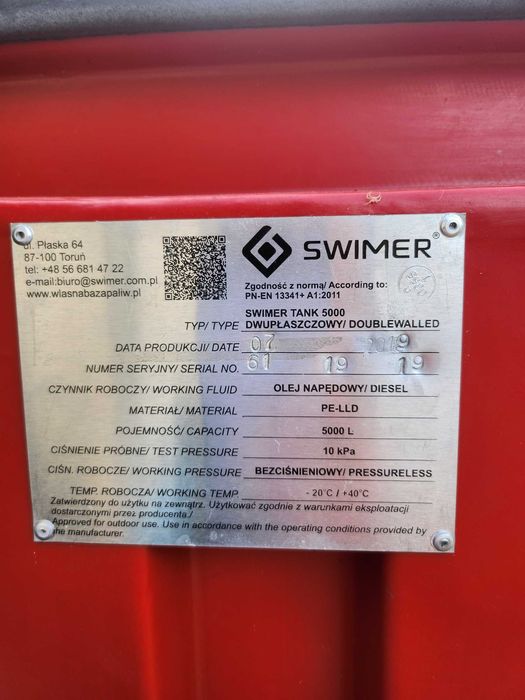 ul. Płaska 64
87-100 Toruń
tel: +48 56 681 47 22
e-mail:biuro@swimer.com.pl
www.wlasnabazapaliw.pl
SWIMER®
Zgodność z normą/ According to:
PN-EN 13341+ A1:2011
TYP/ TYPE SWIMER TANK 5000
DWUPŁASZCZOWY/ DOUBLEWALLED
DATA PRODUKCJI/ DATE 07 2019
NUMER SERYJNY/ SERIAL NO. 61 19 19
CZYNNIK ROBOCZY/ WORKING FLUID OLEJ NAPĘDOWY/ DIESEL
MATERIAŁ/ MATERIAL PE-LLD
POJEMNOŚĆ/ CAPACITY 5000 L
CIŚNIENIE PRÓBNE/ TEST PRESSURE 10 kPa
CIŚN. ROBOCZE/ WORKING PRESSURE BEZCIŚNIENIOWY/ PRESSURELESS
TEMP. ROBOCZA/ WORKING TEMP. - 20°C / +40°C
Zatwierdzony do użytku na zewnątrz. Użytkować zgodnie z warunkami eksploatacji
dostarczonymi przez producenta./
Approved for outdoor use. Use in accordance with the operating conditions provided by
the manufacturer.